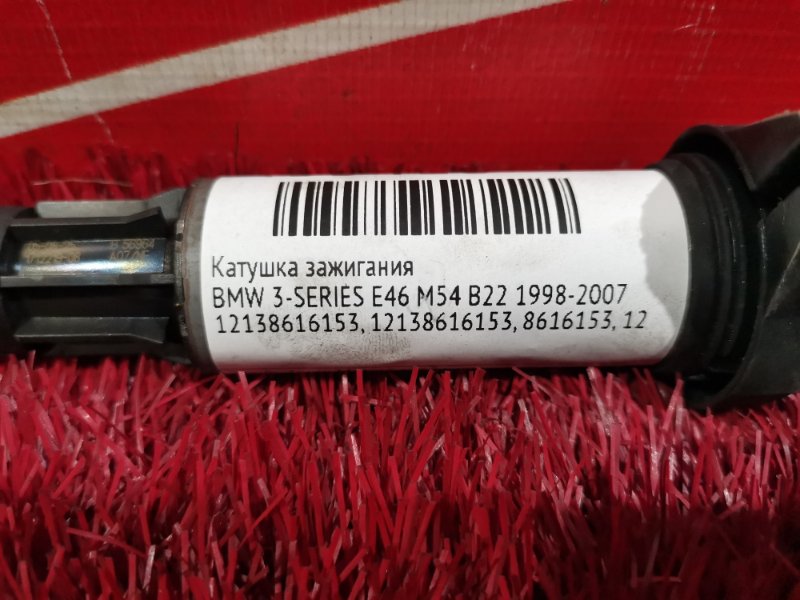 Катушка зажигания
BMW 3-SERIES E46 M54 B22 1998-2007
12138616153, 12138616153, 8616153, 12